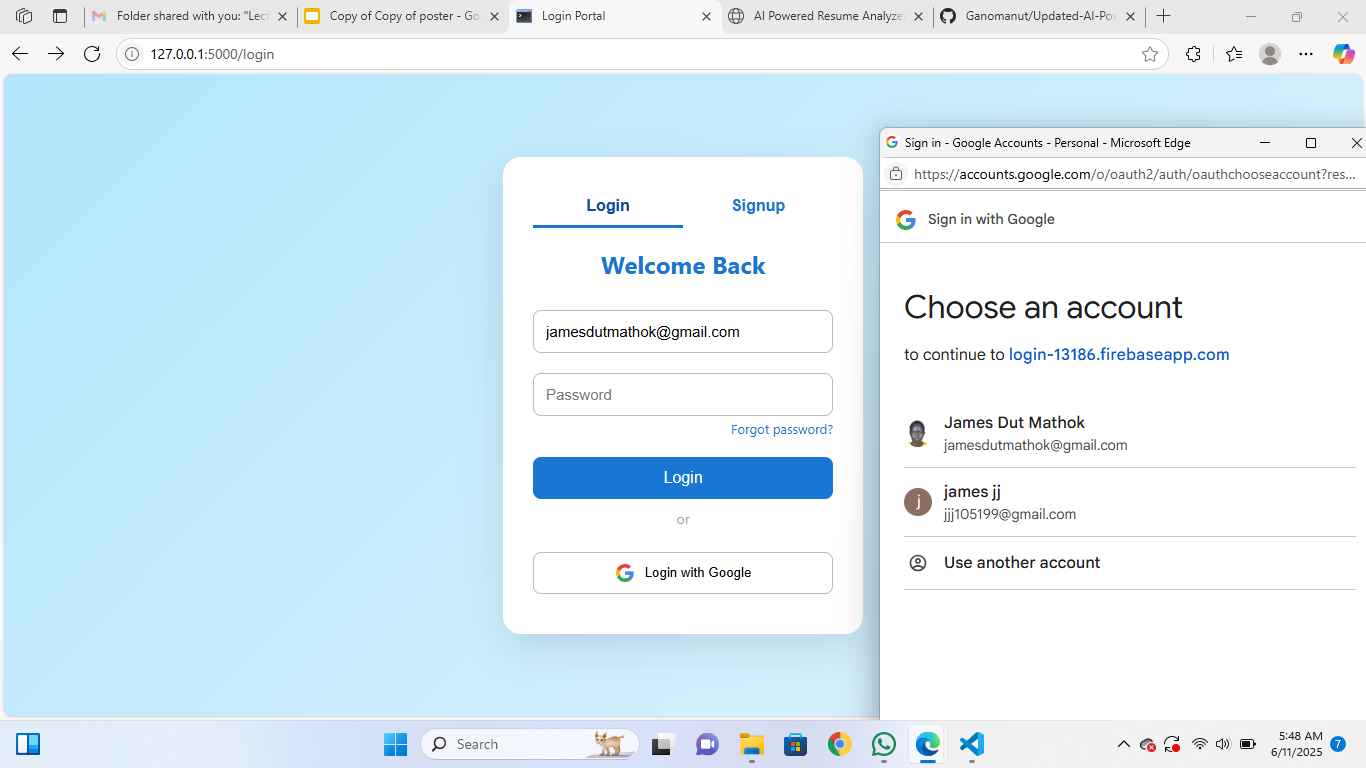 Folder shared with you: "Lect
Copy of Copy of poster - Go
Login Portal
AI Powered Resume Analyze
Ganomanut/Updated-AI-Pow
127.0.0.1:5000/login
Login
Signup
Welcome Back
jamesdutmathok@gmail.com
Password
Forgot password?
Login
or
Login with Google
Sign in - Google Accounts - Personal - Microsoft Edge
https://accounts.google.com/o/oauth2/auth/oauthchooseaccount?res...
Sign in with Google
Choose an account
to continue to login-13186.firebaseapp.com
James Dut Mathok
jamesdutmathok@gmail.com
j
james jj
jjj105199@gmail.com
Use another account
Search
5:48 AM
6/11/2025
7